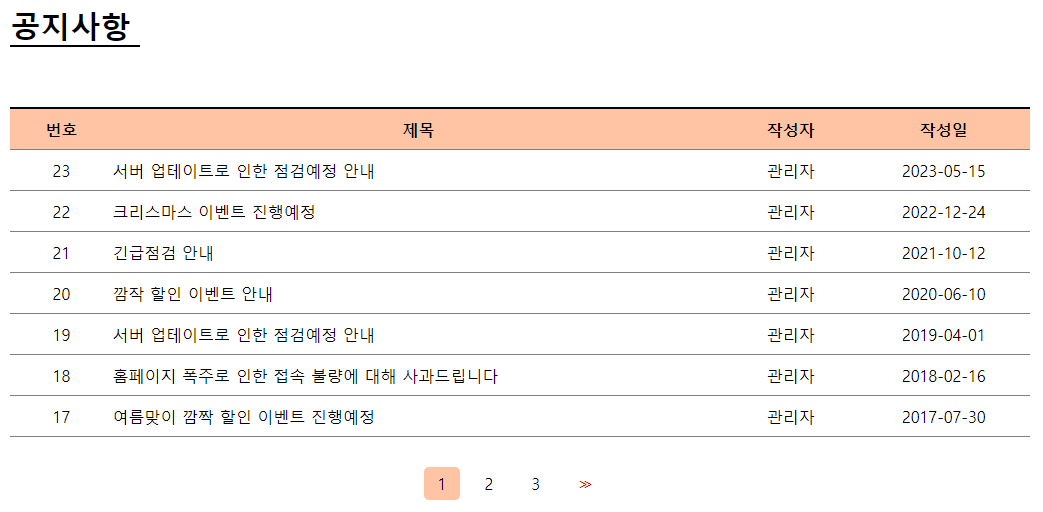 공지사항
번호 제목 작성자 작성일
23 서버 업테이트로 인한 점검예정 안내 관리자 2023-05-15
22 크리스마스 이벤트 진행예정 관리자 2022-12-24
21 긴급점검 안내 관리자 2021-10-12
20 깜작 할인 이벤트 안내 관리자 2020-06-10
19 서버 업테이트로 인한 점검예정 안내 관리자 2019-04-01
18 홈페이지 폭주로 인한 접속 불량에 대해 사과드립니다 관리자 2018-02-16
17 여름맞이 깜짝 할인 이벤트 진행예정 관리자 2017-07-30
1 2 3 ≫